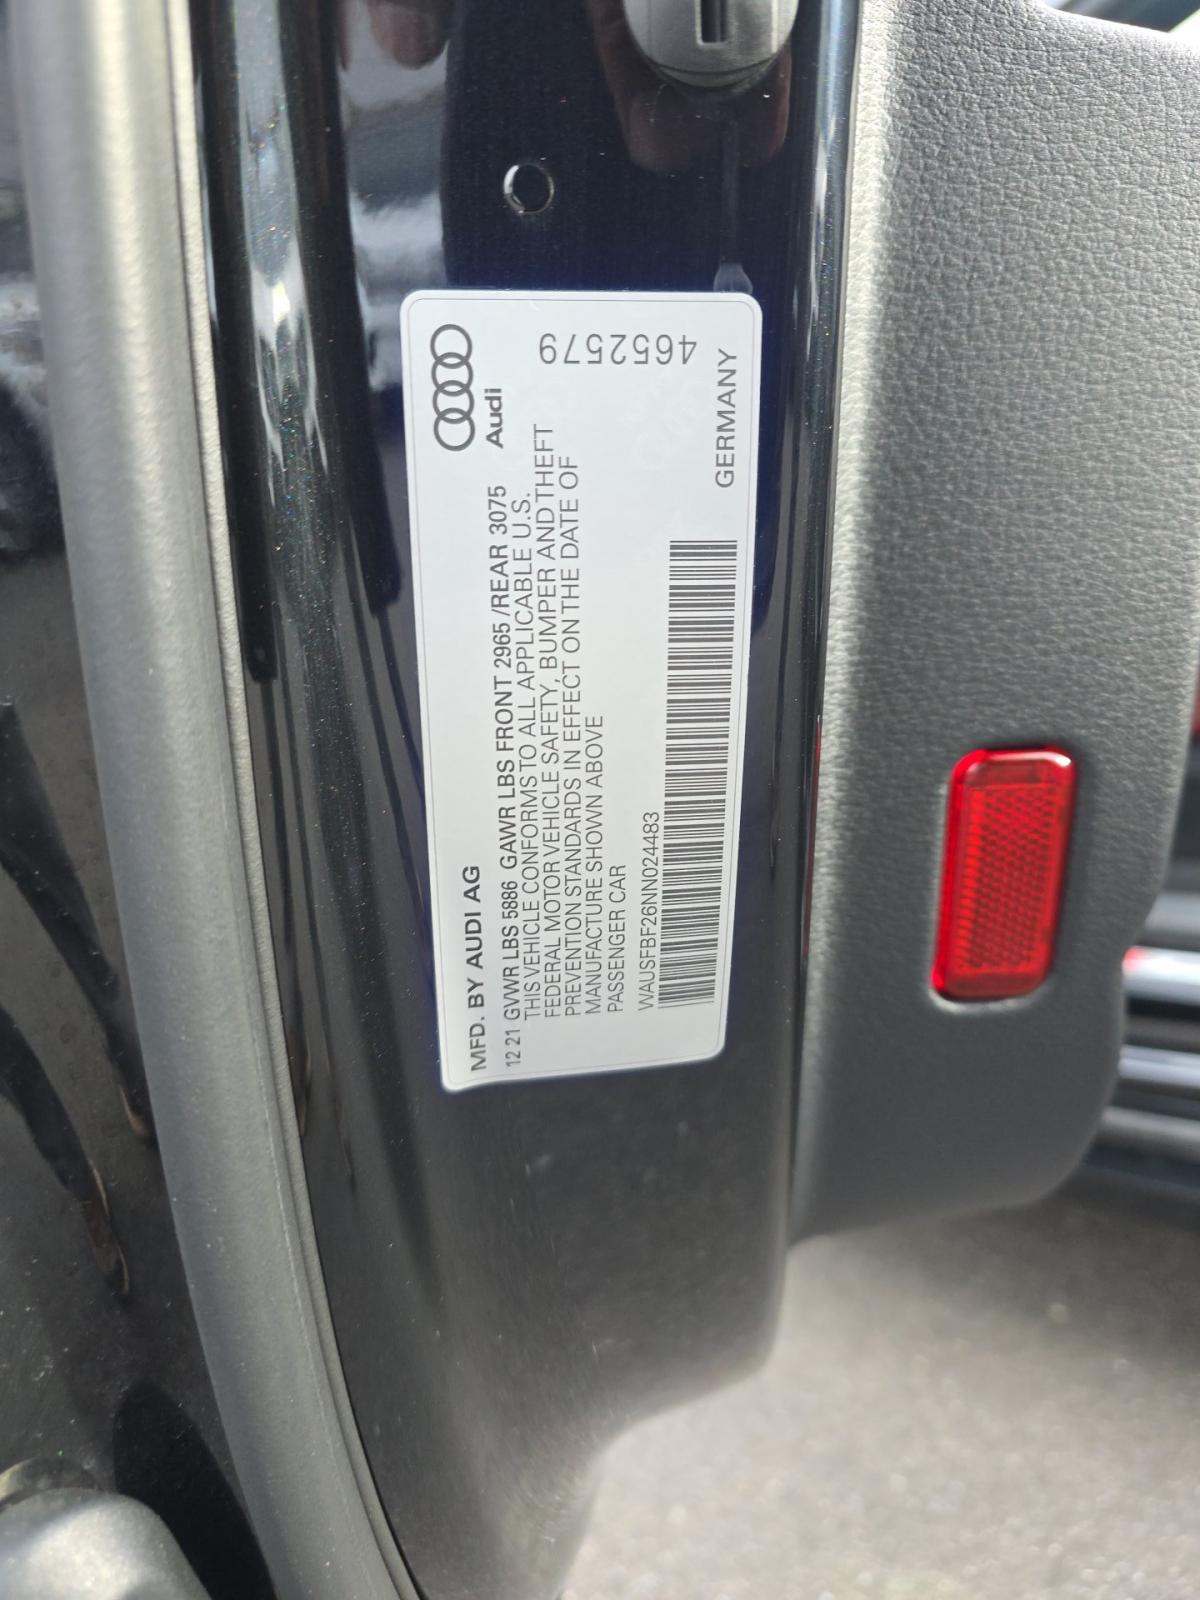 MFD. BY AUDI AG
Audi
12 21 GVWR LBS 5886 GAWR LBS FRONT 2965 /REAR 3075
THIS VEHICLE CONFORMS TO ALL APPLICABLE U.S.
FEDERAL MOTOR VEHICLE SAFETY, BUMPER AND THEFT
PREVENTION STANDARDS IN EFFECT ON THE DATE OF
MANUFACTURE SHOWN ABOVE
PASSENGER CAR
WAUSFBF26NN024483
GERMANY
4652579